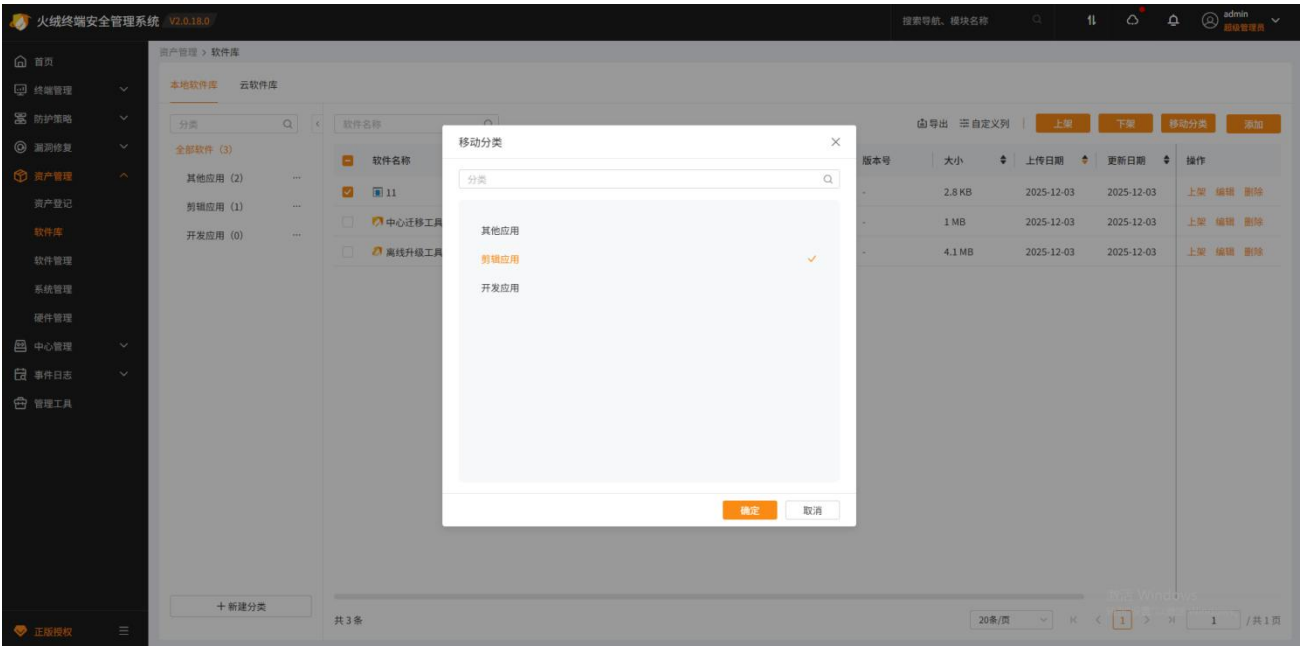 火绒终端安全管理系统 V2.0.18.0
搜索导航、模块名称
admin
超级管理员
首页
终端管理
防护策略
漏洞修复
资产管理
资产登记
软件库
软件管理
系统管理
硬件管理
中心管理
事件日志
管理工具
正版授权
资产管理 > 软件库
本地软件库 云软件库
分类
全部软件（3）
其他应用（2） ...
剪辑应用（1） ...
开发应用（0） ...
+ 新建分类
软件名称
导出 自定义列 上架 下架 移动分类 添加
软件名称 版本号 大小 上传日期 更新日期 操作
11 - 2.8 KB 2025-12-03 2025-12-03 上架 编辑 删除
中心迁移工具 - 1 MB 2025-12-03 2025-12-03 上架 编辑 删除
离线升级工具 - 4.1 MB 2025-12-03 2025-12-03 上架 编辑 删除
移动分类
分类
其他应用
剪辑应用
开发应用
确定 取消
激活 Windows
共 3 条 20条/页 1 1 / 共 1 页